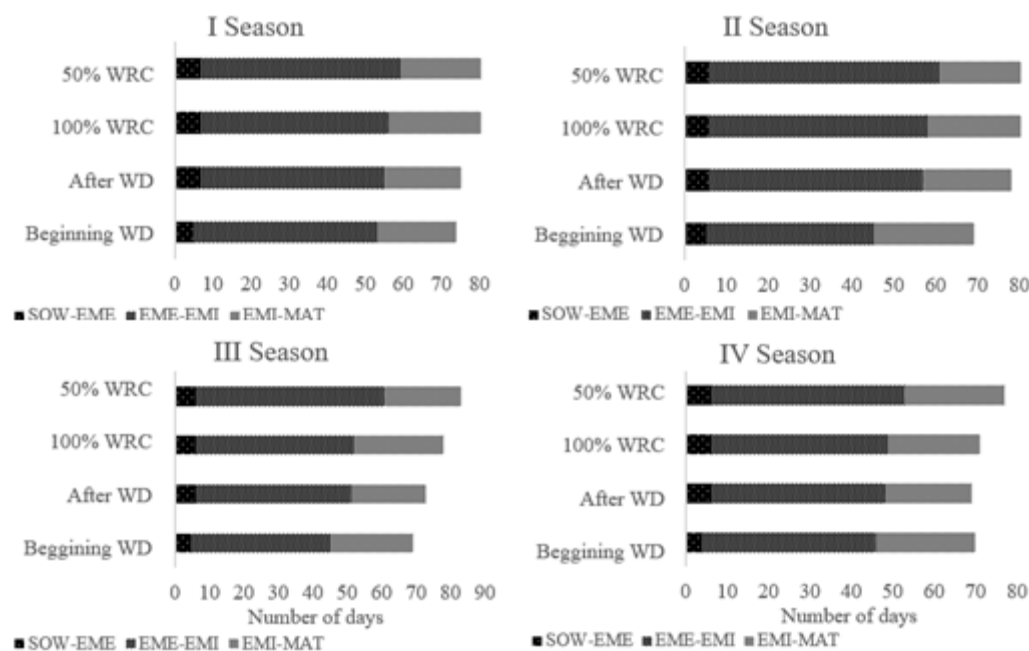 I Season
50% WRC
100% WRC
After WD
Beginning WD
0 10 20 30 40 50 60 70 80
SOW-EME EME-EMI EMI-MAT
II Season
50% WRC
100% WRC
After WD
Beggining WD
0 10 20 30 40 50 60 70 80
SOW-EME EME-EMI EMI-MAT
III Season
50% WRC
100% WRC
After WD
Beggining WD
0 10 20 30 40 50 60 70 80 90
Number of days
SOW-EME EME-EMI EMI-MAT
IV Season
50% WRC
100% WRC
After WD
Beggining WD
0 10 20 30 40 50 60 70 80
Number of days
SOW-EME EME-EMI EMI-MAT